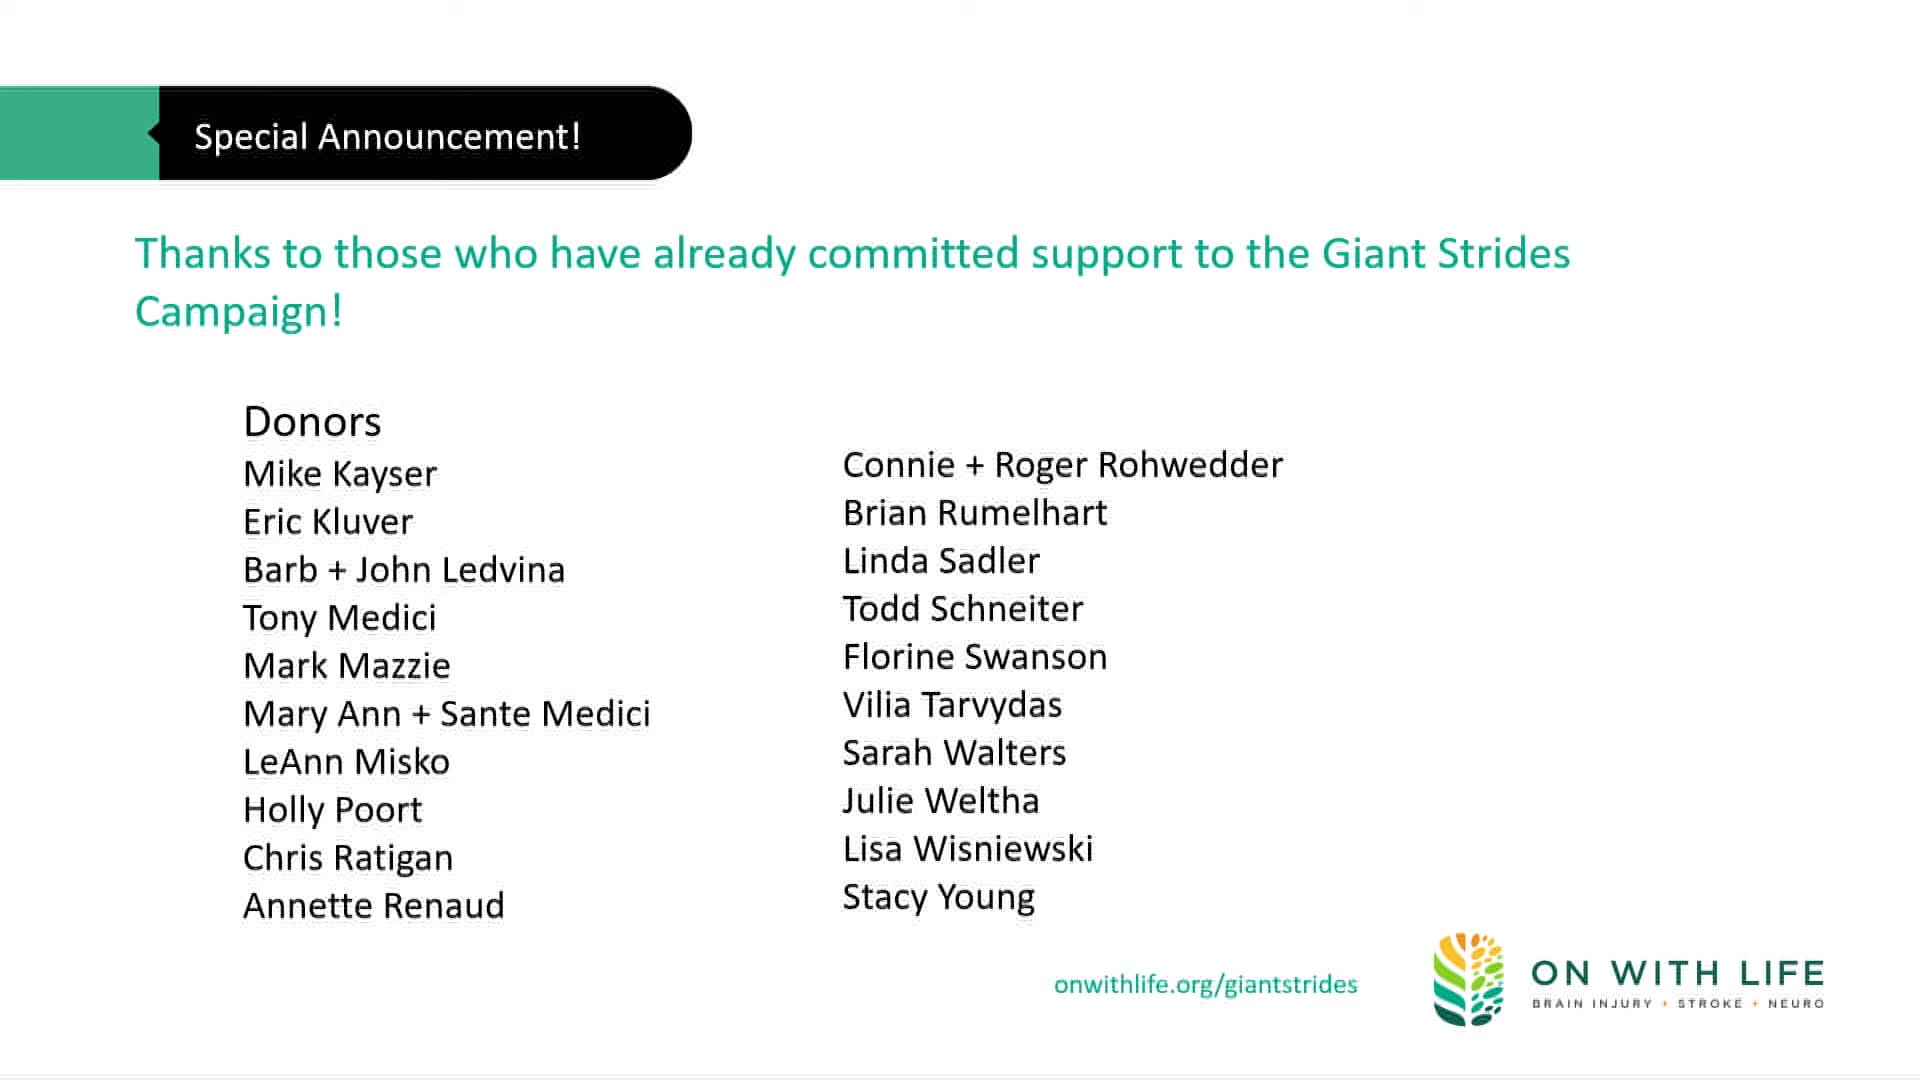 Special Announcement!
Thanks to those who have already committed support to the Giant Strides
Campaign!
Donors
Mike Kayser
Eric Kluver
Barb + John Ledvina
Tony Medici
Mark Mazzie
Mary Ann + Sante Medici
LeAnn Misko
Holly Poort
Chris Ratigan
Annette Renaud
Connie + Roger Rohwedder
Brian Rumelhart
Linda Sadler
Todd Schneiter
Florine Swanson
Vilia Tarvydas
Sarah Walters
Julie Weltha
Lisa Wisniewski
Stacy Young
onwithlife.org/giantstrides
ON WITH LIFE
BRAIN INJURY + STROKE + NEURO